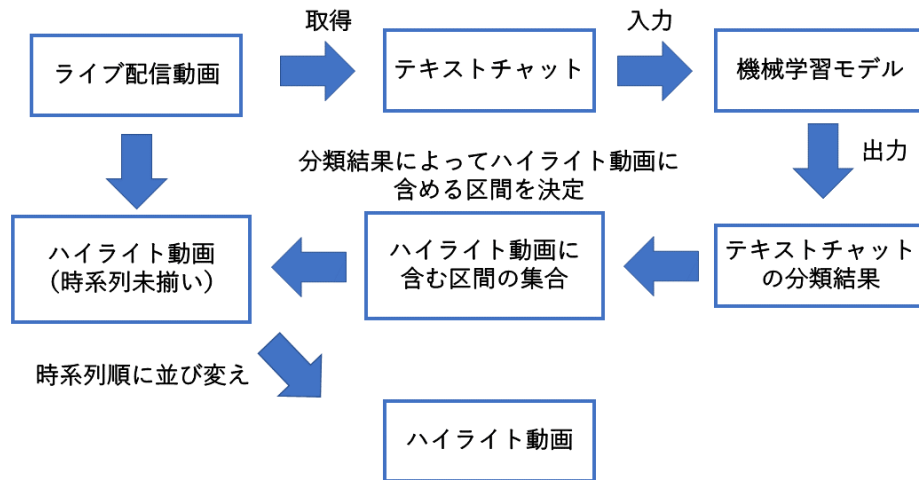 取得
入力
ライブ配信動画
テキストチャット
機械学習モデル
出力
分類結果によってハイライト動画に
含める区間を決定
ハイライト動画
（時系列未揃い）
ハイライト動画に
含む区間の集合
テキストチャット
の分類結果
時系列順に並び変え
ハイライト動画